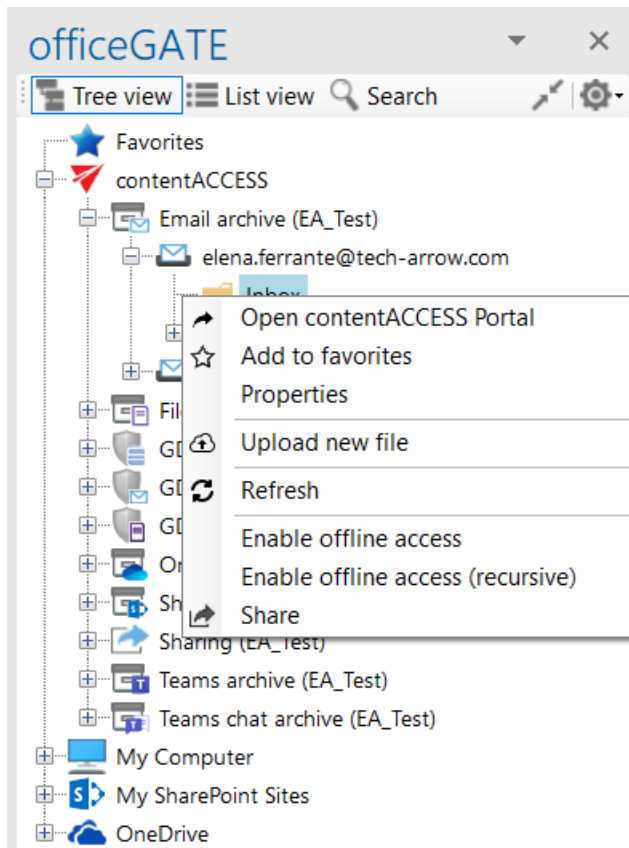 officeGATE
Tree view List view Search
Favorites
contentACCESS
Email archive (EA_Test)
elena.ferrante@tech-arrow.com
Inbox
Open contentACCESS Portal
Add to favorites
Properties
Upload new file
Refresh
Enable offline access
Enable offline access (recursive)
Share
Sharing (EA_Test)
Teams archive (EA_Test)
Teams chat archive (EA_Test)
My Computer
My SharePoint Sites
OneDrive